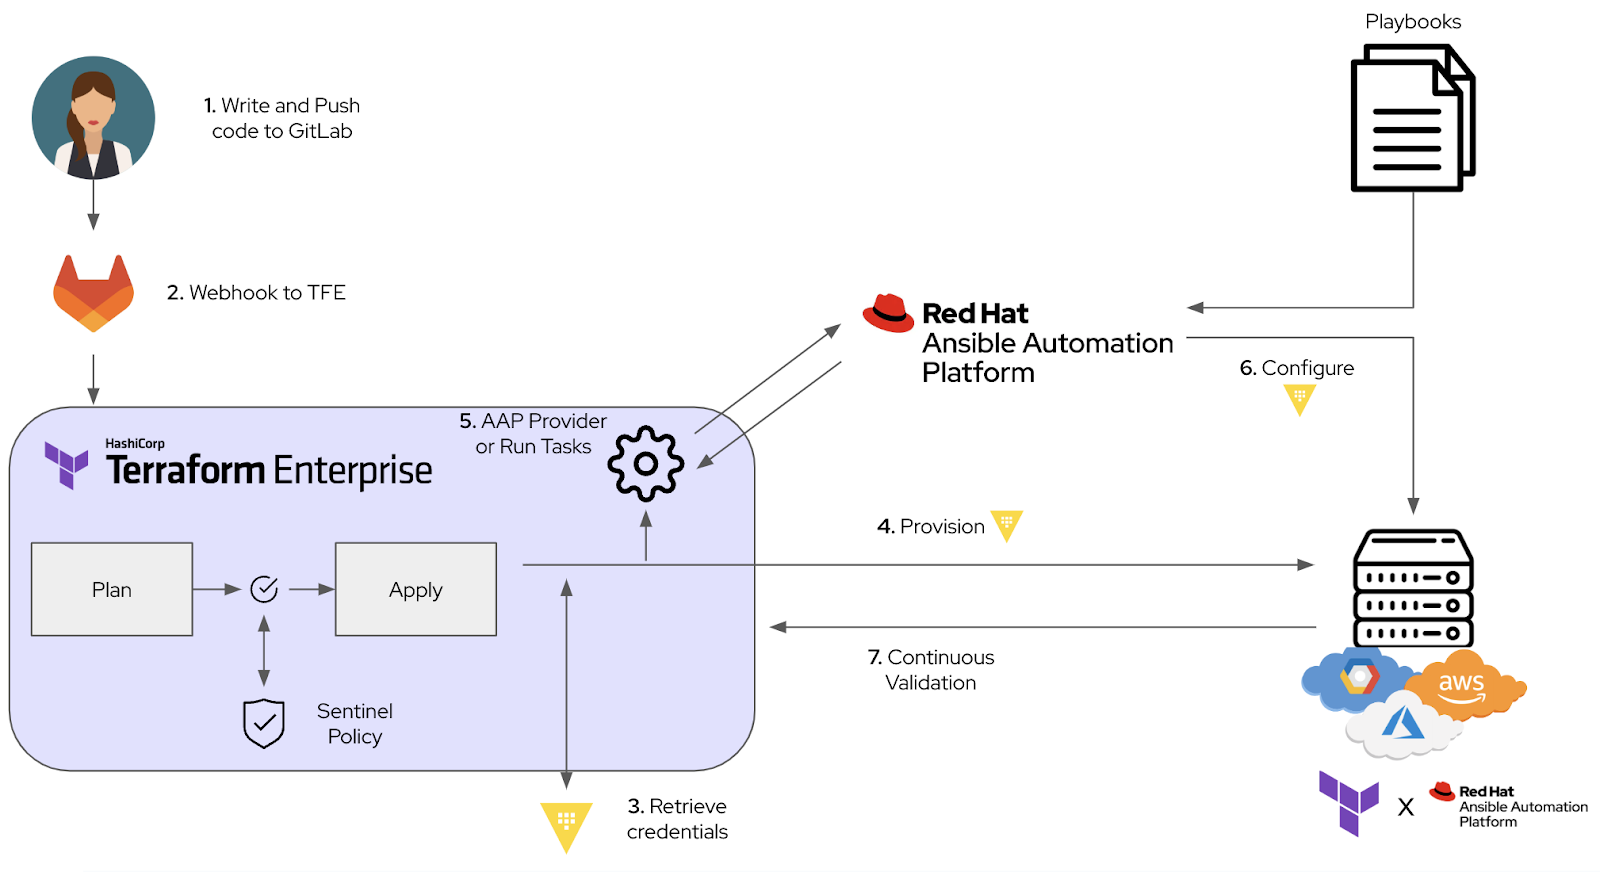 Playbooks
1. Write and Push
code to GitLab
2. Webhook to TFE
Red Hat
Ansible Automation
Platform
6. Configure
5. AAP Provider
or Run Tasks
HashiCorp
Terraform Enterprise
4. Provision
Plan
Apply
7. Continuous
Validation
aws
Sentinel
Policy
3. Retrieve
credentials
X
Red Hat
Ansible Automation
Platform